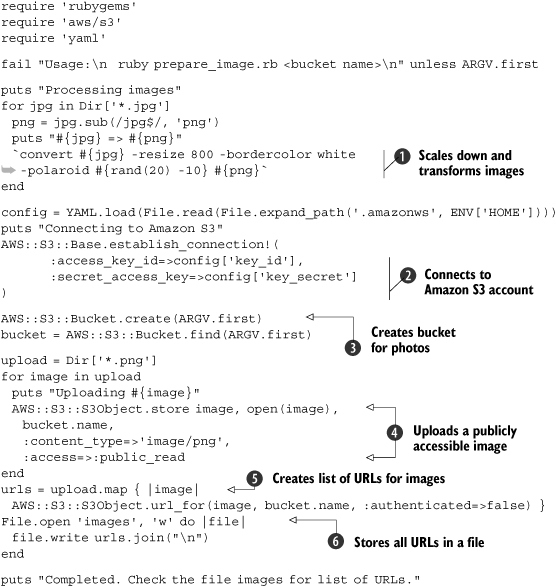 require 'rubygems'
require 'aws/s3'
require 'yaml'
fail "Usage:\n  ruby prepare_image.rb <bucket name>\n" unless ARGV.first
puts "Processing images"
for jpg in Dir['*.jpg']
  png = jpg.sub(/jpg$/, 'png')
  puts "#{jpg} => #{png}"
  `convert #{jpg} -resize 800 -bordercolor white
-polaroid #{rand(20) -10} #{png}`
end
1 Scales down and
transforms images
config = YAML.load(File.read(File.expand_path('.amazonws', ENV['HOME'])))
puts "Connecting to Amazon S3"
AWS::S3::Base.establish_connection!(
      :access_key_id=>config['key_id'],
      :secret_access_key=>config['key_secret']
)
2 Connects to
Amazon S3 account
AWS::S3::Bucket.create(ARGV.first)
bucket = AWS::S3::Bucket.find(ARGV.first)
3 Creates bucket
for photos
upload = Dir['*.png']
for image in upload
  puts "Uploading #{image}"
  AWS::S3::S3Object.store image, open(image),
   bucket.name,
   :content_type=>'image/png',
   :access=>:public_read
end
4 Uploads a publicly
accessible image
urls = upload.map { |image|
  AWS::S3::S3Object.url_for(image, bucket.name, :authenticated=>false) }
5 Creates list of URLs for images
File.open 'images', 'w' do |file|
  file.write urls.join("\n")
end
6 Stores all URLs in a file
puts "Completed. Check the file images for list of URLs."